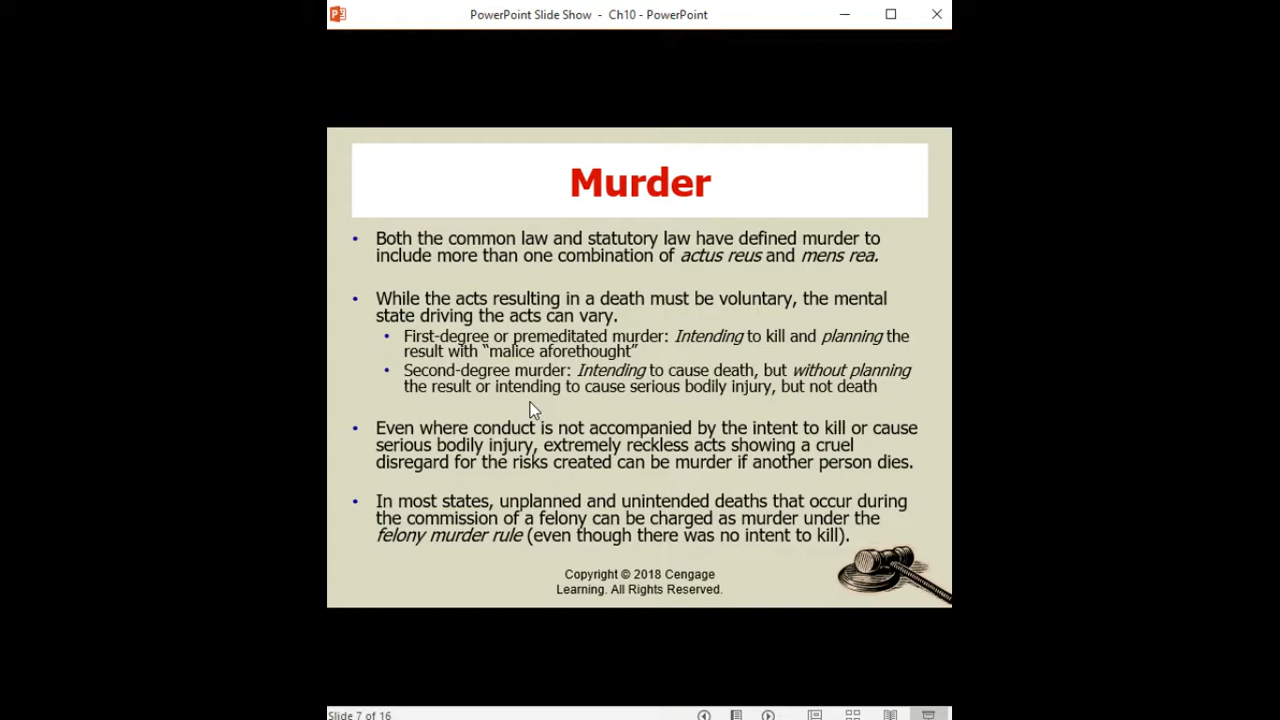 PowerPoint Slide Show - Ch10 - PowerPoint
Murder
• Both the common law and statutory law have defined murder to
include more than one combination of actus reus and mens rea.
• While the acts resulting in a death must be voluntary, the mental
state driving the acts can vary.
• First-degree or premeditated murder: Intending to kill and planning the
result with “malice aforethought”
• Second-degree murder: Intending to cause death, but without planning
the result or intending to cause serious bodily injury, but not death
• Even where conduct is not accompanied by the intent to kill or cause
serious bodily injury, extremely reckless acts showing a cruel
disregard for the risks created can be murder if another person dies.
• In most states, unplanned and unintended deaths that occur during
the commission of a felony can be charged as murder under the
felony murder rule (even though there was no intent to kill).
Copyright © 2018 Cengage
Learning. All Rights Reserved.
Slide 7 of 16